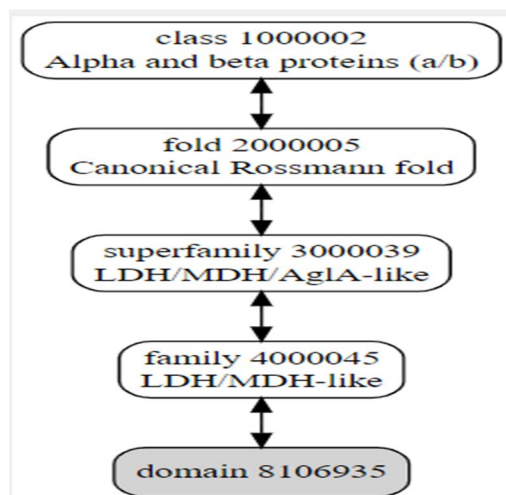 class 1000002
Alpha and beta proteins (a/b)
fold 2000005
Canonical Rossmann fold
superfamily 3000039
LDH/MDH/AglA-like
family 4000045
LDH/MDH-like
domain 8106935